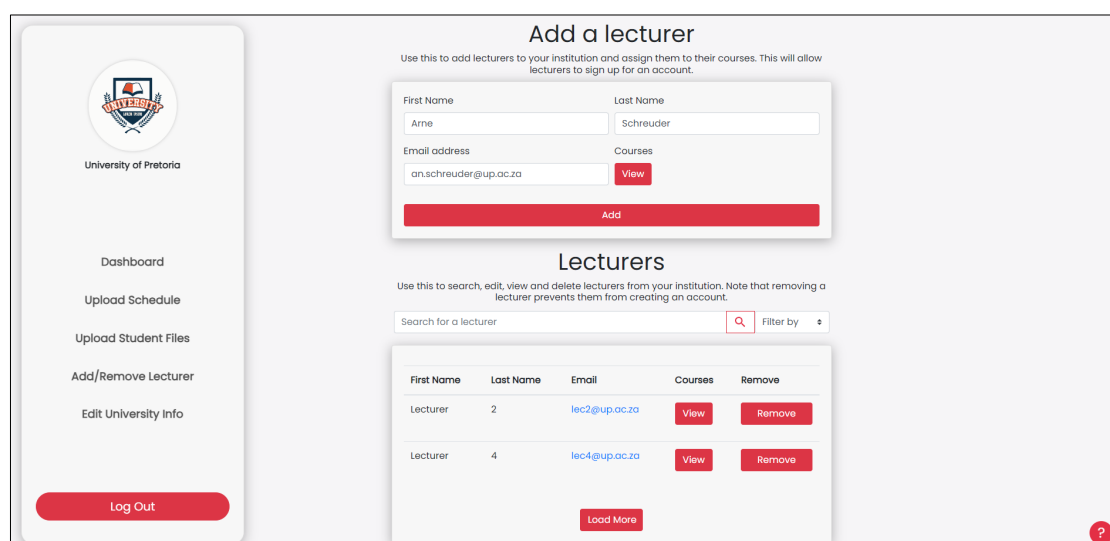 UNIVERSITY
University of Pretoria
Dashboard
Upload Schedule
Upload Student Files
Add/Remove Lecturer
Edit University Info
Log Out
Add a lecturer
Use this to add lecturers to your institution and assign them to their courses. This will allow
lecturers to sign up for an account.
First Name Last Name
Arne Schreuder
Email address Courses
an.schreuder@up.ac.za View
Add
Lecturers
Use this to search, edit, view and delete lecturers from your institution. Note that removing a
lecturer prevents them from creating an account.
Search for a lecturer Filter by
First Name Last Name Email Courses Remove
Lecturer 2 lec2@up.ac.za View Remove
Lecturer 4 lec4@up.ac.za View Remove
Load More
?